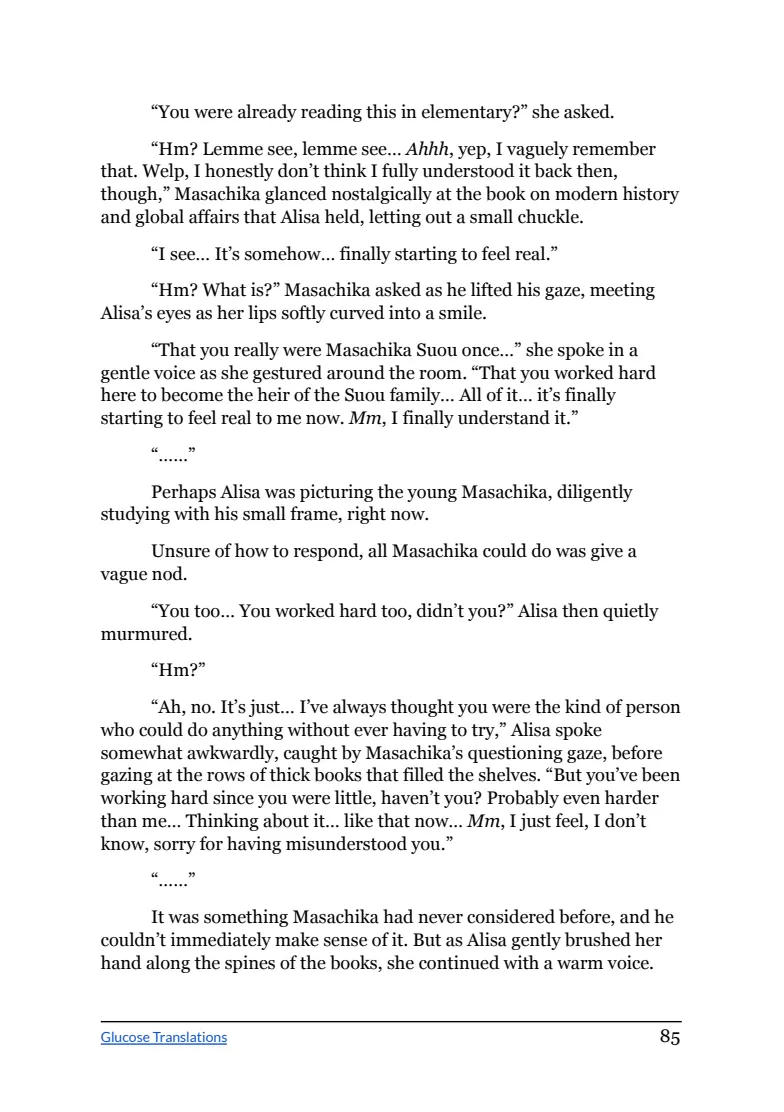 “You were already reading this in elementary?” she asked.
“Hm? Lemme see, lemme see... Ahhh, yep, I vaguely remember
that. Welp, I honestly don’t think I fully understood it back then,
though,” Masachika glanced nostalgically at the book on modern history
and global affairs that Alisa held, letting out a small chuckle.
“I see... It’s somehow... finally starting to feel real.”
“Hm? What is?” Masachika asked as he lifted his gaze, meeting
Alisa’s eyes as her lips softly curved into a smile.
“That you really were Masachika Suou once...” she spoke in a
gentle voice as she gestured around the room. “That you worked hard
here to become the heir of the Suou family... All of it... it’s finally
starting to feel real to me now. Mm, I finally understand it.”
“......”
Perhaps Alisa was picturing the young Masachika, diligently
studying with his small frame, right now.
Unsure of how to respond, all Masachika could do was give a
vague nod.
“You too... You worked hard too, didn’t you?” Alisa then quietly
murmured.
“Hm?”
“Ah, no. It’s just... I’ve always thought you were the kind of person
who could do anything without ever having to try,” Alisa spoke
somewhat awkwardly, caught by Masachika’s questioning gaze, before
gazing at the rows of thick books that filled the shelves. “But you’ve been
working hard since you were little, haven’t you? Probably even harder
than me... Thinking about it... like that now... Mm, I just feel, I don’t
know, sorry for having misunderstood you.”
“......”
It was something Masachika had never considered before, and he
couldn’t immediately make sense of it. But as Alisa gently brushed her
hand along the spines of the books, she continued with a warm voice.
Glucose Translations
85